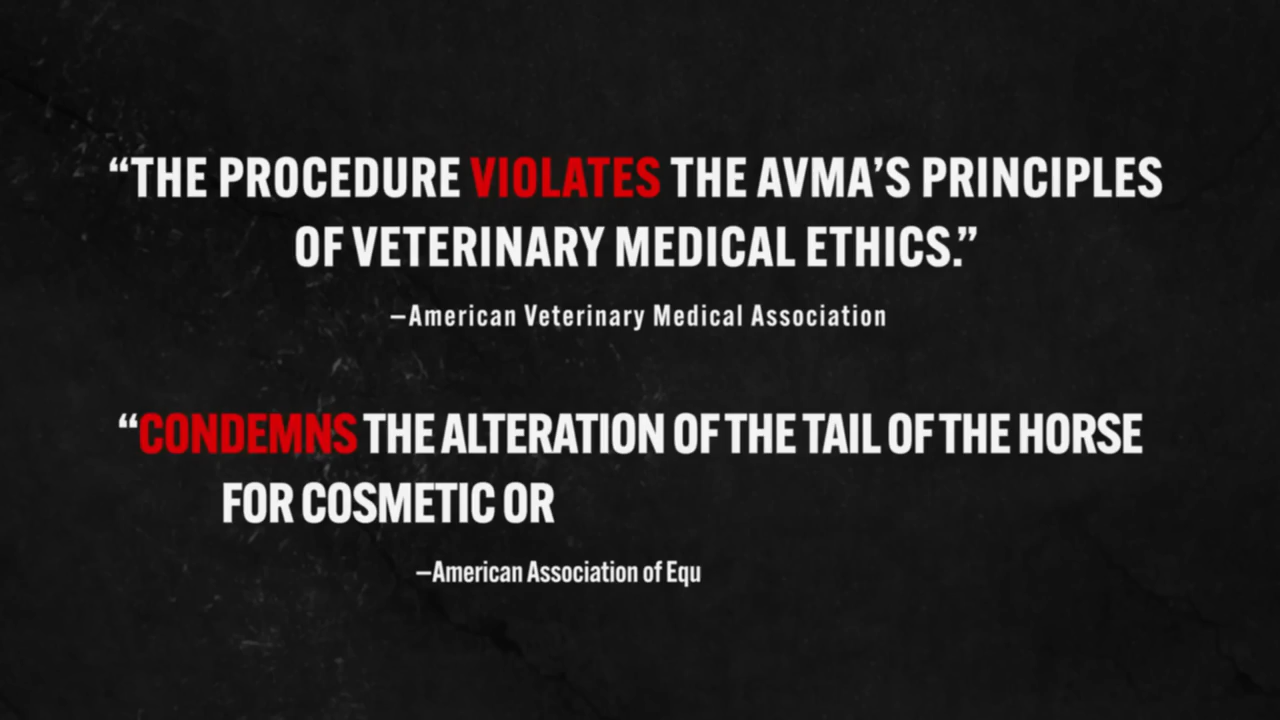 “THE PROCEDURE VIOLATES THE AVMA’S PRINCIPLES
OF VETERINARY MEDICAL ETHICS.”
–American Veterinary Medical Association
“CONDEMNS THE ALTERATION OF THE TAIL OF THE HORSE
FOR COSMETIC OR
–American Association of Equ